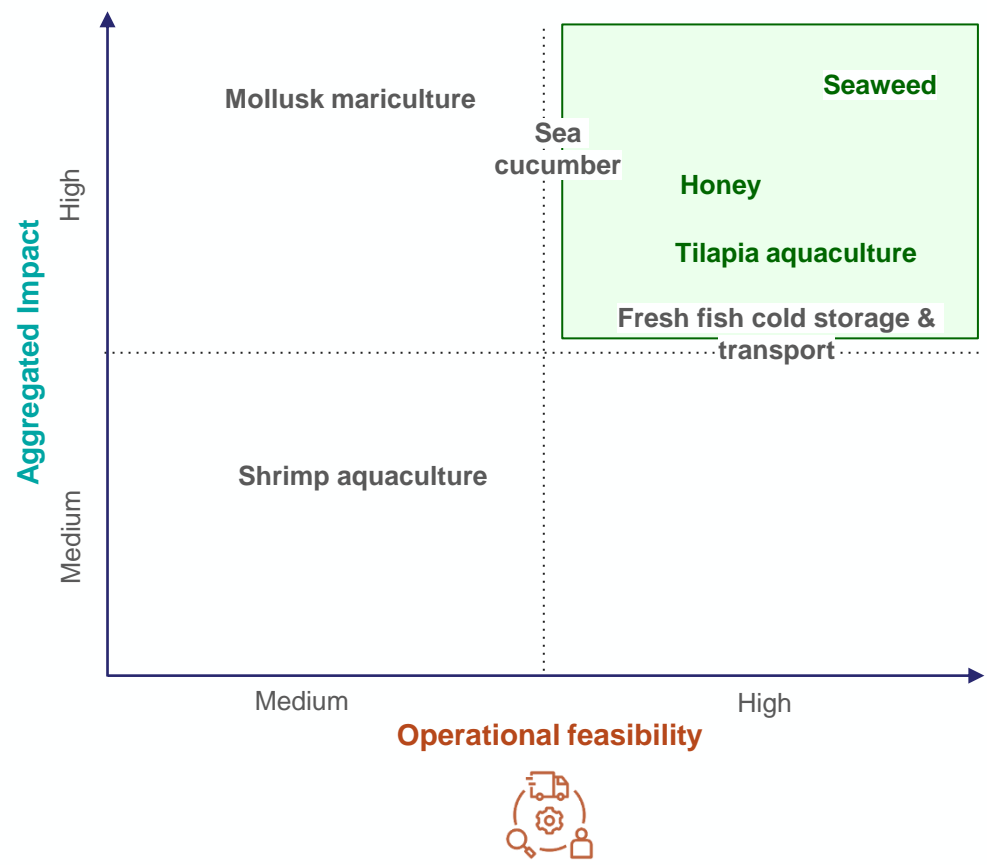 Seaweed
Mollusk mariculture
Sea
cucumber
Honey
Tilapia aquaculture
Fresh fish cold storage &
transport
Shrimp aquaculture
Aggregated Impact
High
Medium
Medium
High
Operational feasibility